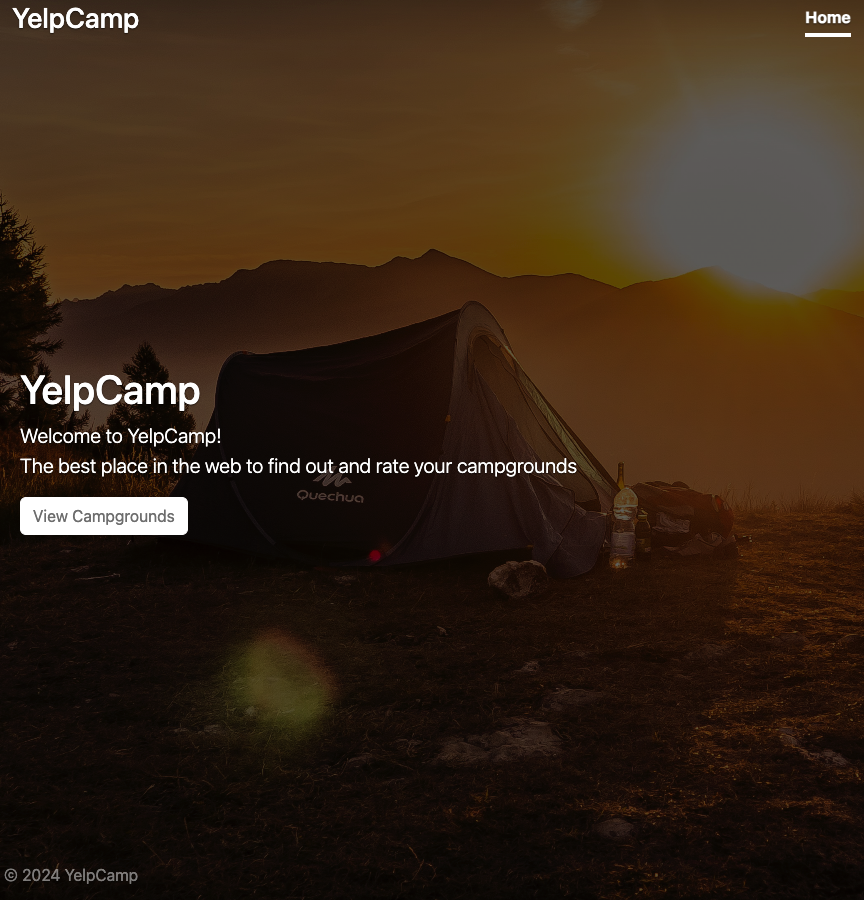 YelpCamp
Home
YelpCamp
Welcome to YelpCamp!
The best place in the web to find out and rate your campgrounds
Quechua
View Campgrounds
© 2024 YelpCamp